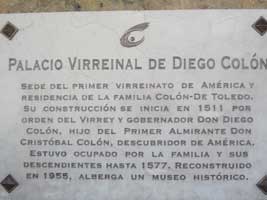 PALACIO VIRREINAL DE DIEGO COLÓN
SEDE DEL PRIMER VIRREINATO DE AMÉRICA Y
RESIDENCIA DE LA FAMILIA COLÓN-DE TOLEDO.
SU CONSTRUCCIÓN SE INICIA EN 1511 POR
ORDEN DEL VIRREY Y GOBERNADOR DON DIEGO
COLÓN, HIJO DEL PRIMER ALMIRANTE DON
CRISTÓBAL COLÓN, DESCUBRIDOR DE AMÉRICA.
ESTUVO OCUPADO POR LA FAMILIA Y SUS
DESCENDIENTES HASTA 1577. RECONSTRUIDO
EN 1955, ALBERGA UN MUSEO HISTÓRICO.